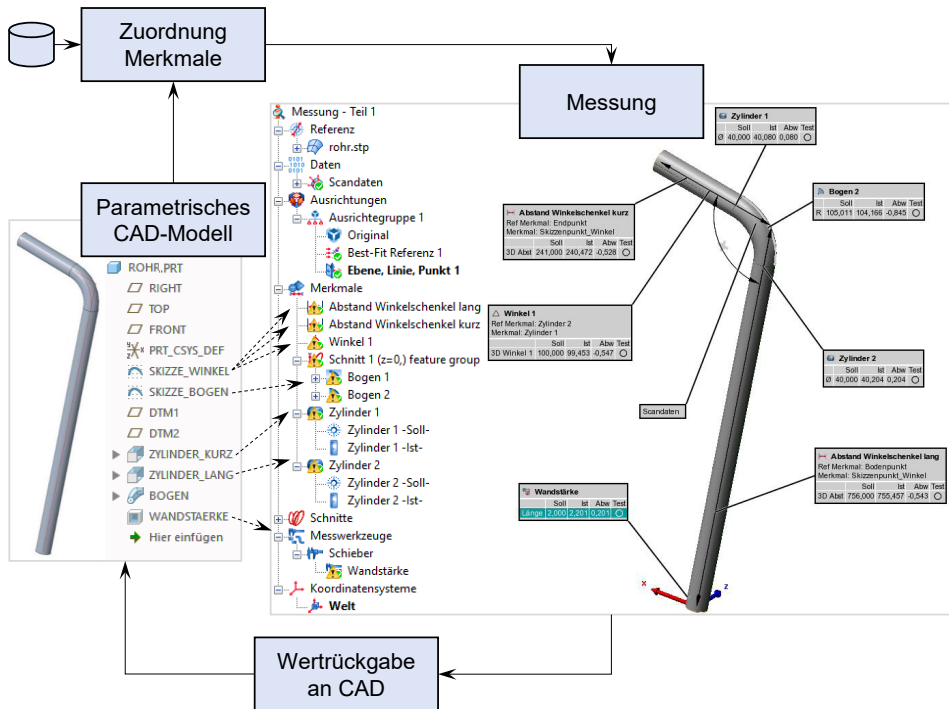 Zuordnung
Merkmale
Messung
Parametrisches
CAD-Modell
ROHR.PRT
RIGHT
TOP
FRONT
PRT_CSYS_DEF
SKIZZE_WINKEL
SKIZZE_BOGEN
DTM1
DTM2
ZYLINDER_KURZ
ZYLINDER_LANG
BOGEN
WANDSTAERKE
Hier einfügen
Messung - Teil 1
Referenz
rohr.stp
0101
1010
0101
Daten
Scandaten
Ausrichtungen
Ausrichtegruppe 1
Original
Best-Fit Referenz 1
Ebene, Linie, Punkt 1
Merkmale
Abstand Winkelschenkel lang
Abstand Winkelschenkel kurz
Winkel 1
Schnitt 1 (z=0,) feature group
Bogen 1
Bogen 2
Zylinder 1
Zylinder 1 -Soll-
Zylinder 1 -Ist-
Zylinder 2
Zylinder 2 -Soll-
Zylinder 2 -Ist-
Schnitte
Messwerkzeuge
Schieber
Wandstärke
Koordinatensysteme
Welt
Zylinder 1
Soll Ist Abw Test
Ø 40,000 40,080 0,080
Bogen 2
Soll Ist Abw Test
R 105,011 104,166 -0,845
Abstand Winkelschenkel kurz
Ref Merkmal: Endpunkt
Merkmal: Skizzenpunkt_Winkel
Soll Ist Abw Test
3D Abst 241,000 240,472 -0,528
Winkel 1
Ref Merkmal: Zylinder 2
Merkmal: Zylinder 1
Soll Ist Abw Test
3D Winkel 1 100,000 99,453 -0,547
Zylinder 2
Soll Ist Abw Test
Ø 40,000 40,204 0,204
Scandaten
Abstand Winkelschenkel lang
Ref Merkmal: Bodenpunkt
Merkmal: Skizzenpunkt_Winkel
Soll Ist Abw Test
3D Abst 756,000 755,457 -0,543
Wandstärke
Soll Ist Abw Test
Länge 2,000 2,201 0,201
x
z
Wertrückgabe
an CAD